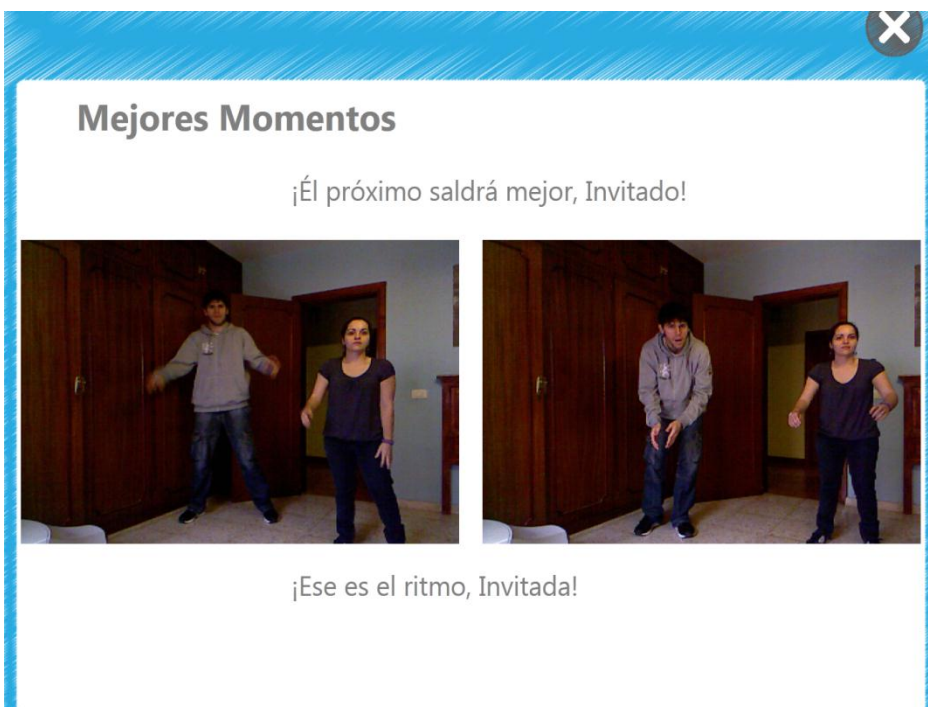 Mejores Momentos
¡Él próximo saldrá mejor, Invitado!
¡Ese es el ritmo, Invitada!